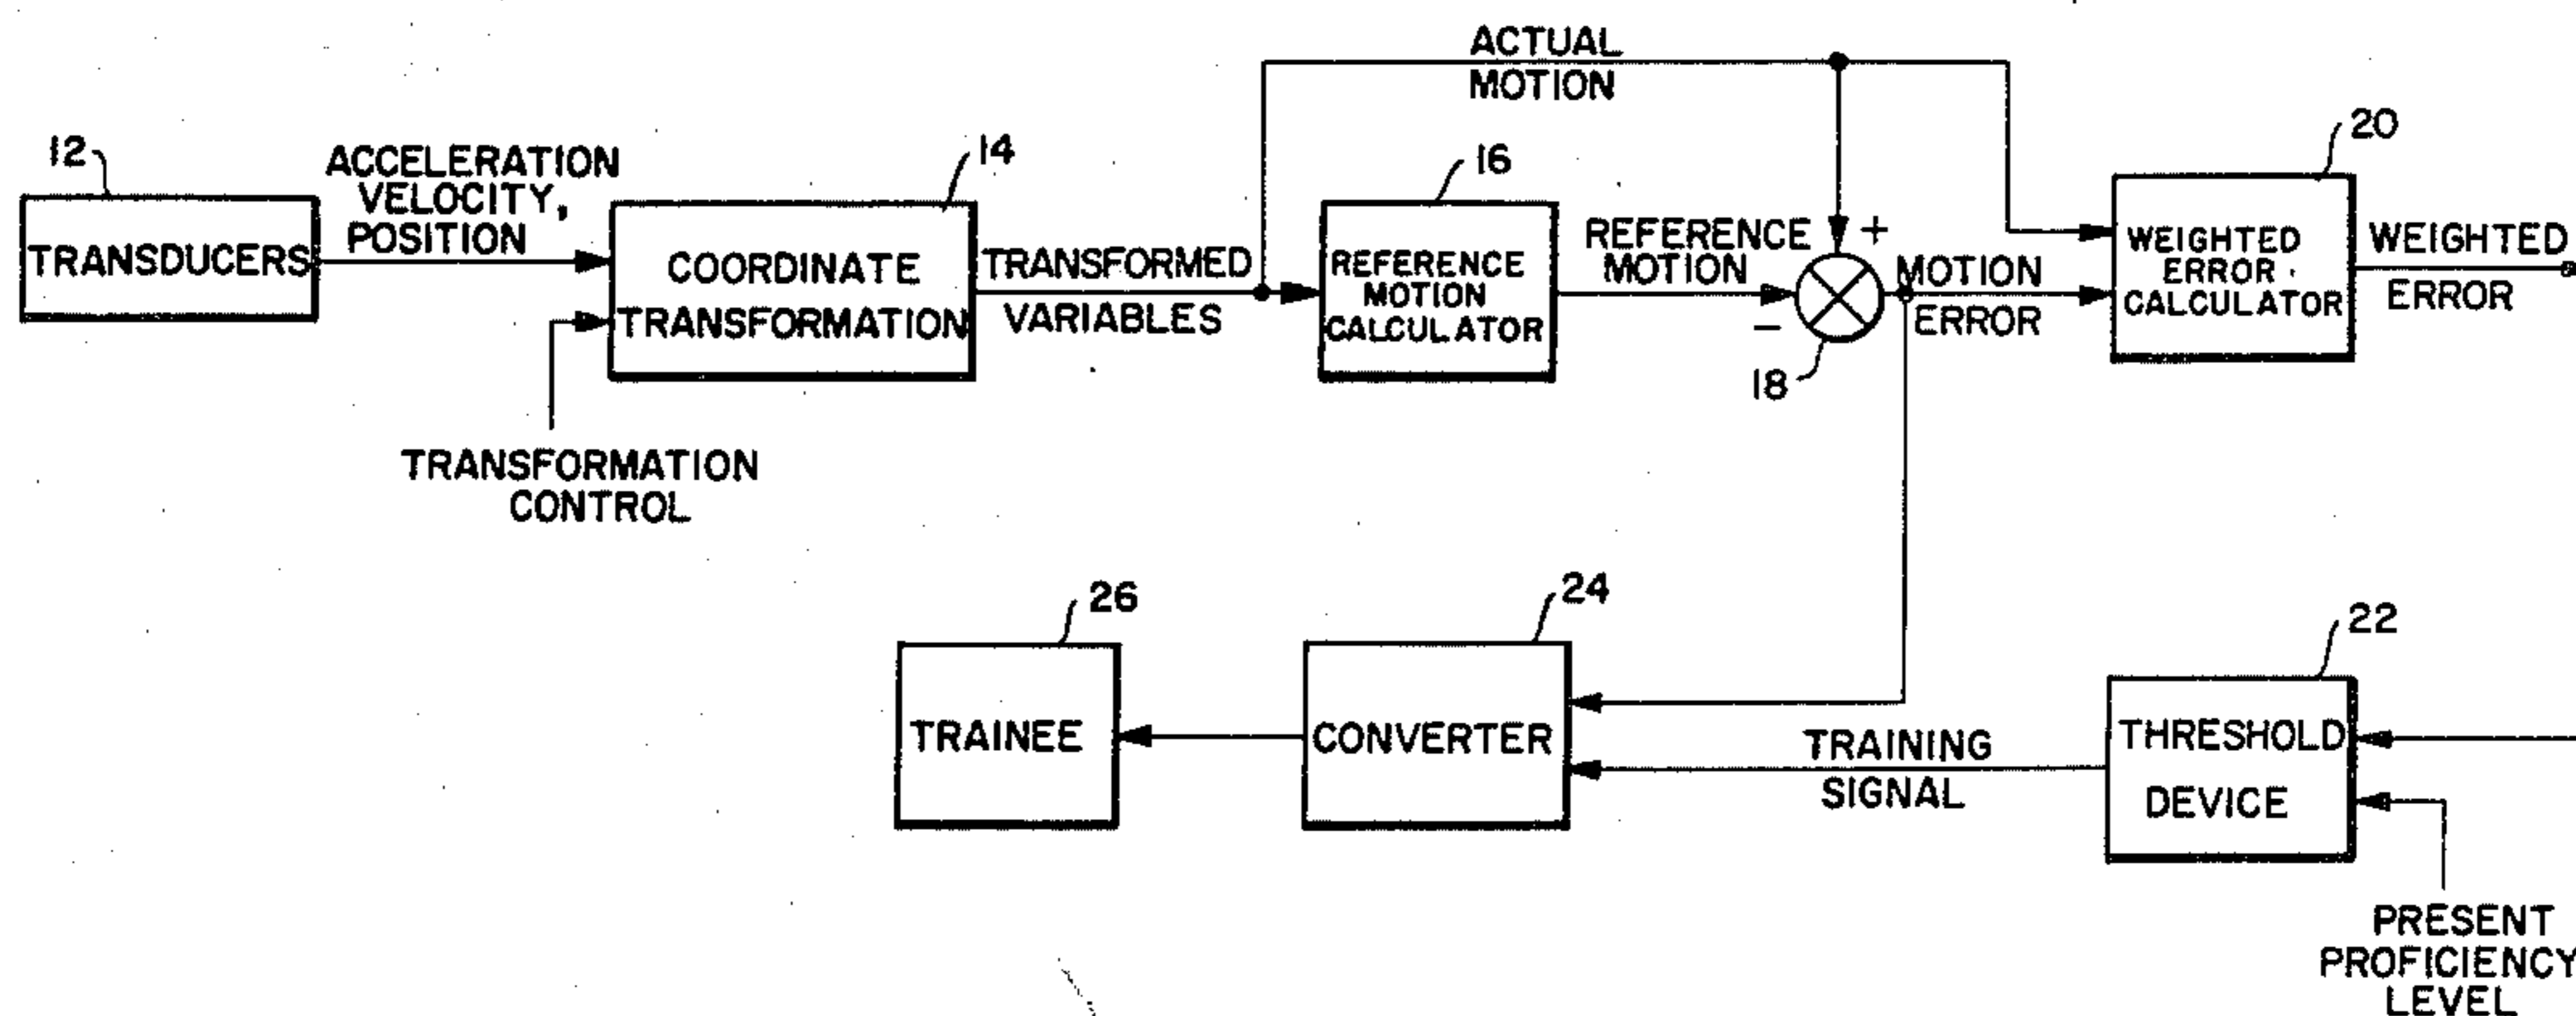 ACTUAL
MOTION
12
ACCELERATION
VELOCITY,
POSITION
14
16
20
TRANSDUCERS
COORDINATE
TRANSFORMATION
TRANSFORMED
VARIABLES
REFERENCE
MOTION
CALCULATOR
REFERENCE
MOTION
+
−
18
MOTION
ERROR
WEIGHTED
ERROR
CALCULATOR
WEIGHTED
ERROR
TRANSFORMATION
CONTROL
26
24
22
TRAINEE
CONVERTER
TRAINING
SIGNAL
THRESHOLD
DEVICE
PRESENT
PROFICIENCY
LEVEL